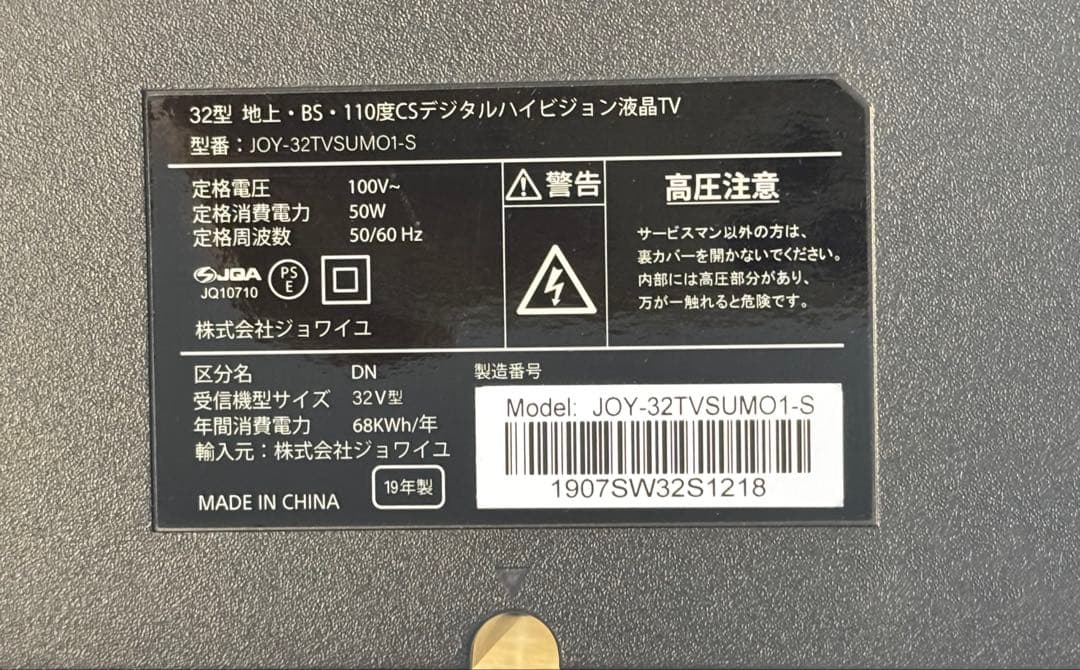 32型 地上・BS・110度CSデジタルハイビジョン液晶TV
型番：JOY-32TVSUMO1-S
定格電圧 100V~
定格消費電力 50W
定格周波数 50/60 Hz
JQA
JQ10710
PS
E
株式会社ジョワイユ
警告
高圧注意
サービスマン以外の方は、
裏カバーを開かないでください。
内部には高圧部分があり、
万が一触れると危険です。
区分名 DN
受信機型サイズ 32V型
年間消費電力 68KWh/年
輸入元：株式会社ジョワイユ
MADE IN CHINA
19年製
製造番号
Model: JOY-32TVSUMO1-S
1907SW32S1218